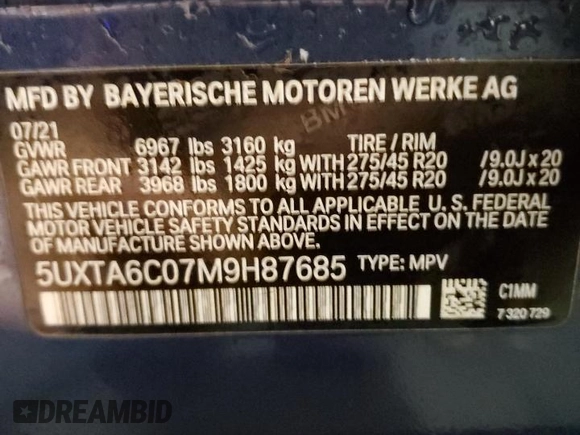 MFD BY BAYERISCHE MOTOREN WERKE AG
07/21
GVWR 6967 lbs 3160 kg TIRE / RIM
GAWR FRONT 3142 lbs 1425 kg WITH 275/45 R20 /9.0J x 20
GAWR REAR 3968 lbs 1800 kg WITH 275/45 R20 /9.0J x 20
THIS VEHICLE CONFORMS TO ALL APPLICABLE U. S. FEDERAL
MOTOR VEHICLE SAFETY STANDARDS IN EFFECT ON THE DATE
OF MANUFACTURE SHOWN ABOVE.
5UXTA6C07M9H87685 TYPE: MPV
C1MM
7 320 729
DREAMBID